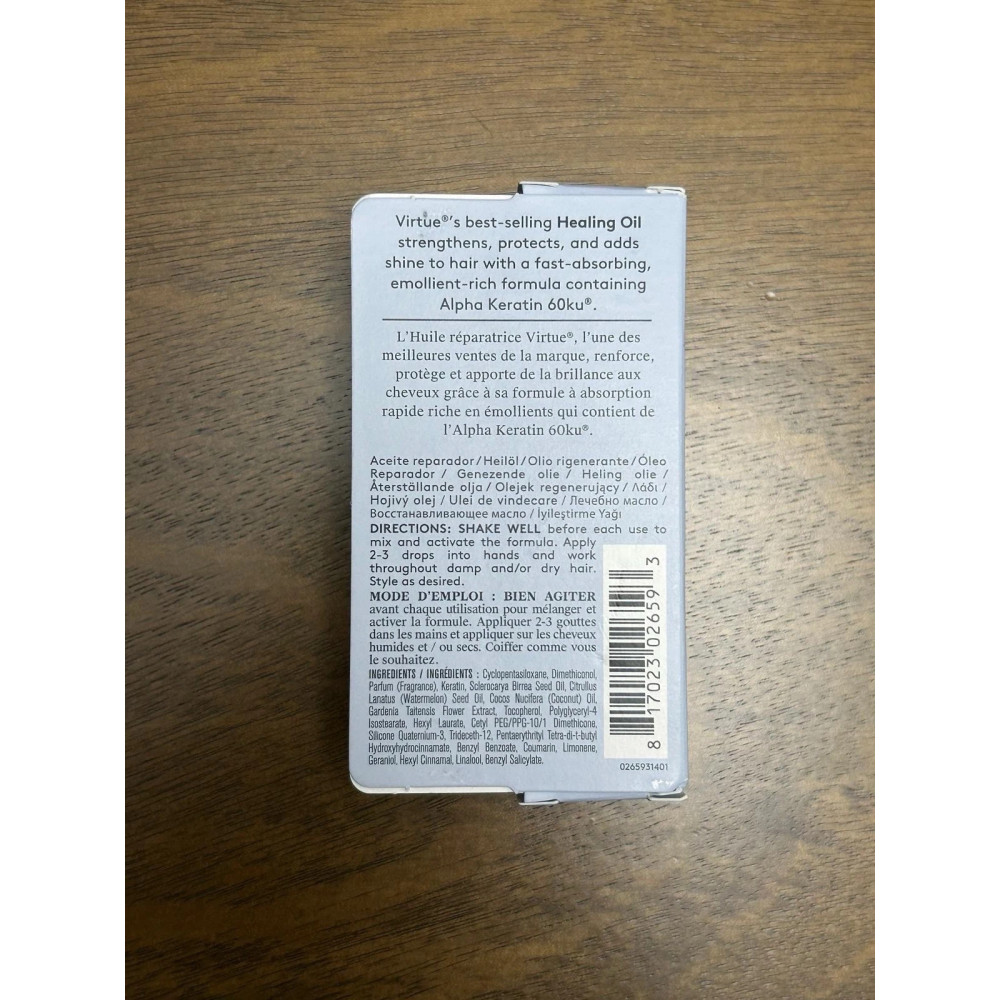 Virtue®'s best-selling Healing Oil
strengthens, protects, and adds
shine to hair with a fast-absorbing,
emollient-rich formula containing
Alpha Keratin 60ku®.
L'Huile réparatrice Virtue®, l'une des
meilleures ventes de la marque, renforce,
protège et apporte de la brillance aux
cheveux grâce à sa formule à absorption
rapide riche en émollients qui contient de
l'Alpha Keratin 60ku®.
Aceite reparador/Heilöl/Olio rigenerante/Óleo
Reparador / Genezende olie / Heling olie /
Återställande olja / Olejek regenerujący / Λάδι /
Hojivý olej / Ulei de vindecare / Лечебно масло /
Восстанавливающее масло / İyileştirme Yağı
DIRECTIONS: SHAKE WELL before each use to
mix and activate the formula. Apply
2-3 drops into hands and work
throughout damp and/or dry hair.
Style as desired.
MODE D'EMPLOI : BIEN AGITER
avant chaque utilisation pour mélanger et
activer la formule. Appliquer 2-3 gouttes
dans les mains et appliquer sur les cheveux
humides et / ou secs. Coiffer comme vous
le souhaitez.
INGREDIENTS / INGRÉDIENTS : Cyclopentasiloxane, Dimethiconol,
Parfum (Fragrance), Keratin, Sclerocarya Birrea Seed Oil, Citrullus
Lanatus (Watermelon) Seed Oil, Cocos Nucifera (Coconut) Oil,
Gardenia Taitensis Flower Extract, Tocopherol, Polyglyceryl-4
Isostearate, Hexyl Laurate, Cetyl PEG/PPG-10/1 Dimethicone,
Silicone Quaternium-3, Trideceth-12, Pentaerythrityl Tetra-di-t-butyl
Hydroxyhydrocinnamate, Benzyl Benzoate, Coumarin, Limonene,
Geraniol, Hexyl Cinnamal, Linalool, Benzyl Salicylate.
8 17023 02659 3
0265931401